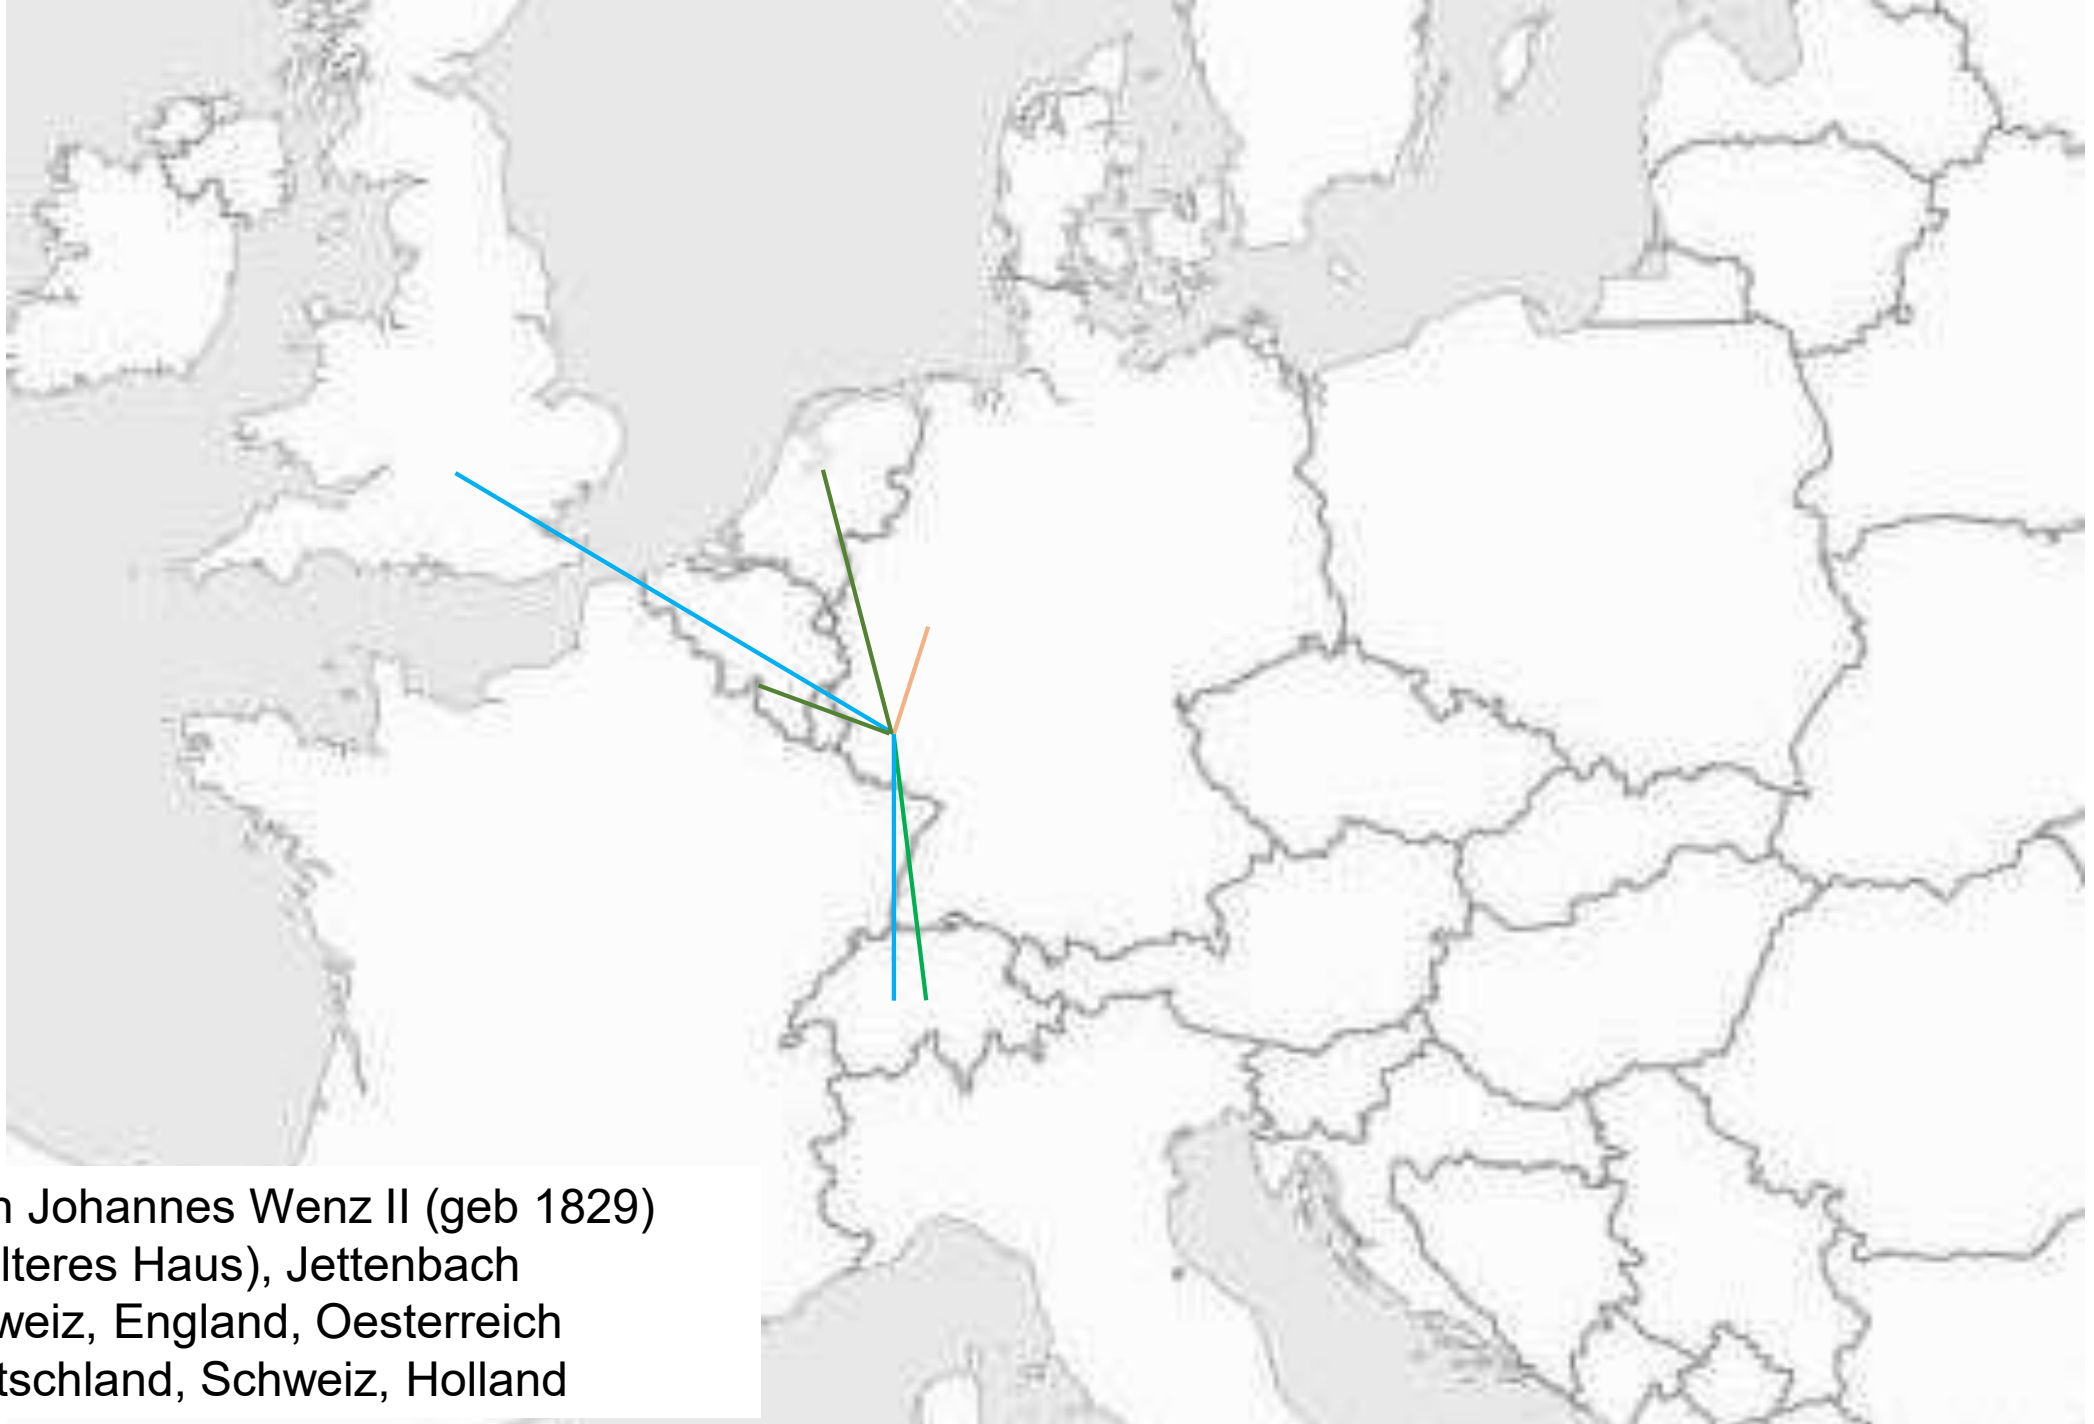 n Johannes Wenz II (geb 1829)
lteres Haus), Jettenbach
weiz, England, Oesterreich
tschland, Schweiz, Holland